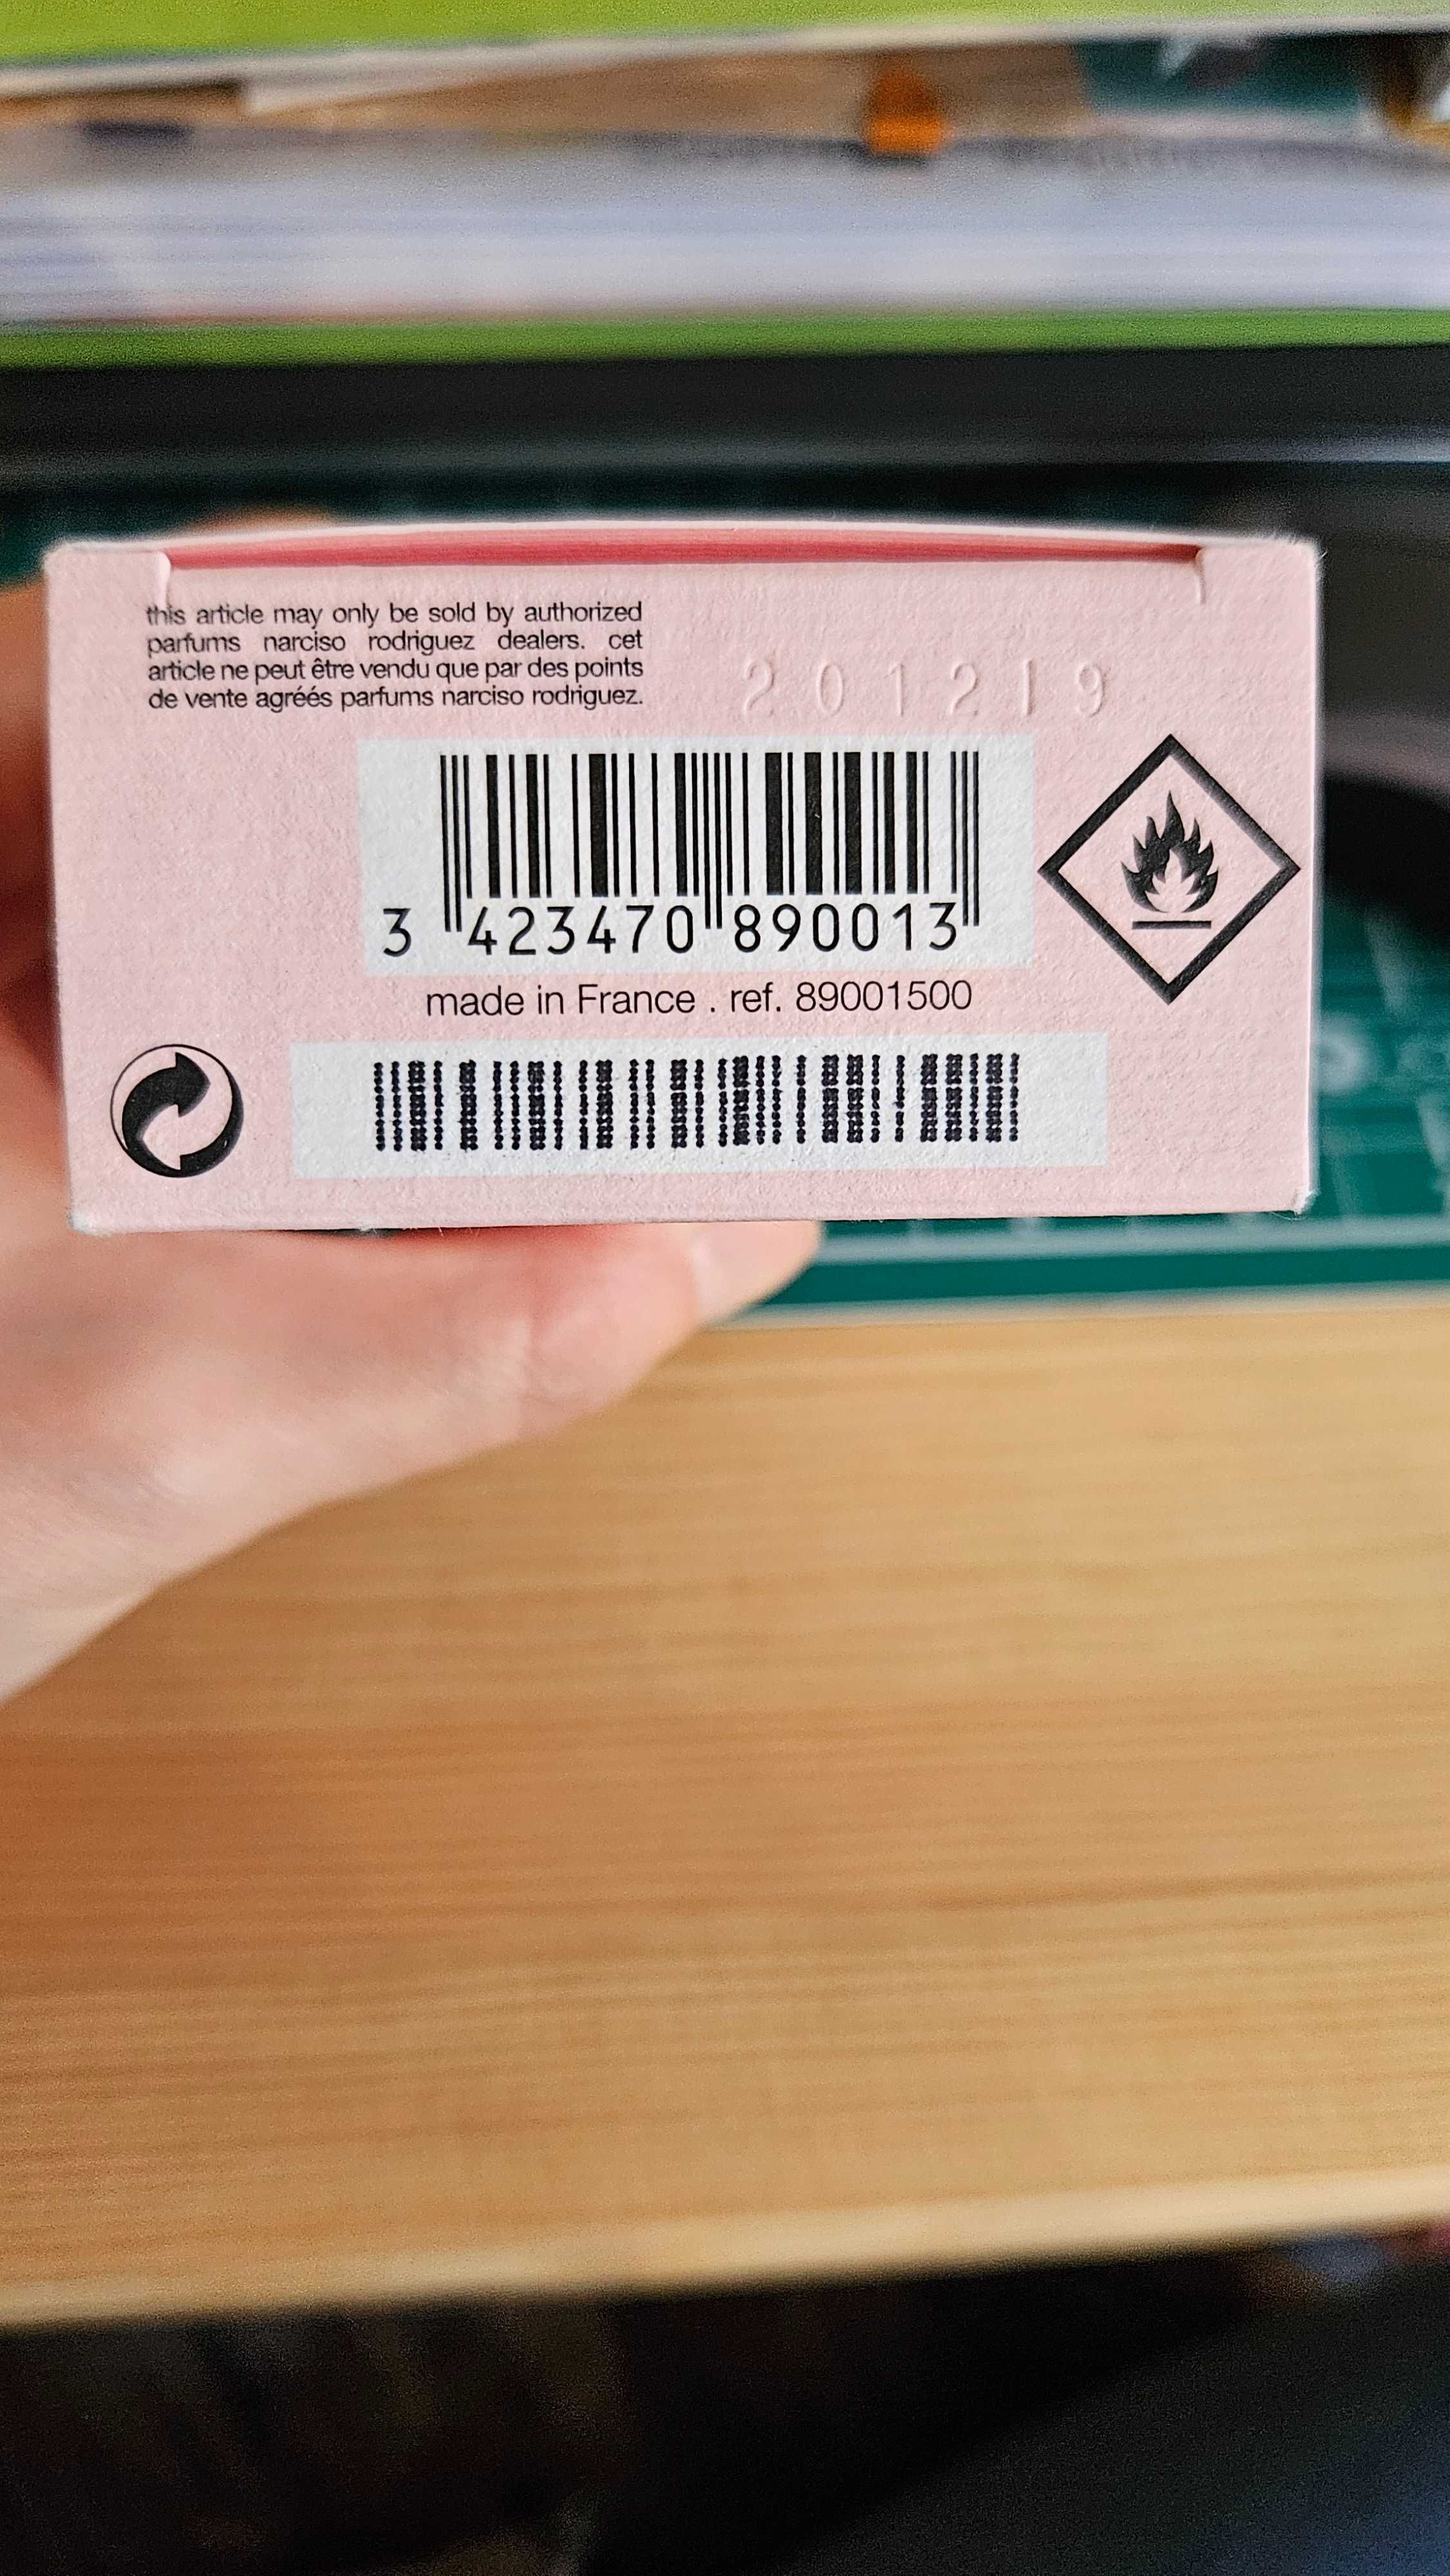 this article may only be sold by authorized
parfums narciso rodriguez dealers. cet
article ne peut être vendu que par des points
de vente agréés parfums narciso rodriguez.
201219
3 423470 890013
made in France . ref. 89001500